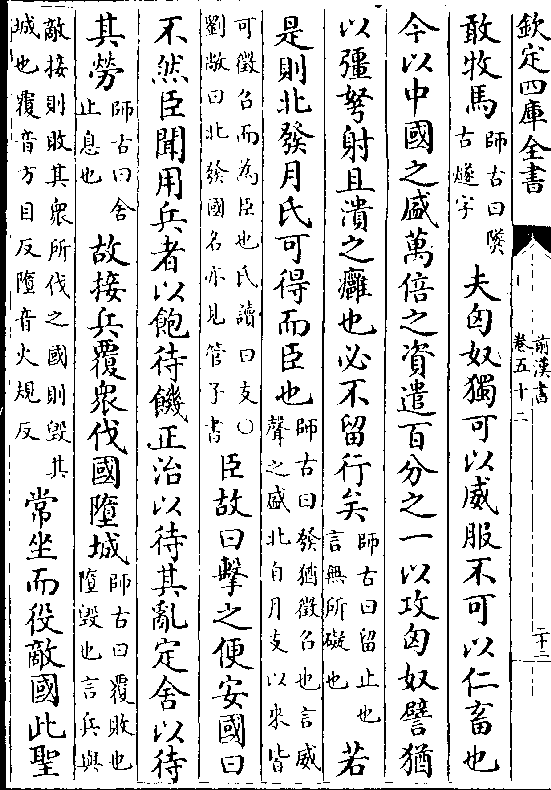 欽定四庫全書
前漢書
卷五十二
二十二
敢牧馬師古曰隧古燧字夫匈奴獨可以威服不可以仁畜也
今以中國之盛萬倍之資遣百分之一以攻匈奴譬猶
以彊弩射且潰之癰也必不留行矣師古曰留止也言無所礙也若
是則北發月氏可得而臣也師古曰發猶徵召也言威聲之盛北自月支以來皆
可徵召而為臣也氏讀曰支○劉敞曰北發國名亦見管子書臣故曰擊之便安國曰
不然臣聞用兵者以飽待饑正治以待其亂定舍以待
其勞師古曰舍止息也故接兵覆衆伐國墮城師古曰覆敗也墮毁也言兵與
敵接則敗其衆所伐之國則毁其城也覆音方目反墮音火規反常坐而役敵國此聖